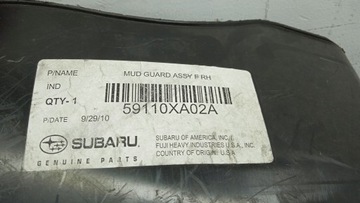 P/NAME MUD GUARD ASSY F RH
IND
QTY- 1 59110XA02A
P.DATE 9/29/10
SUBARU
GENUINE PARTS
SUBARU OF AMERICA, INC. /
FUJI HEAVY INDUSTRIES U.S.A., INC.
COUNTRY OF ORIGIN: U.S.A